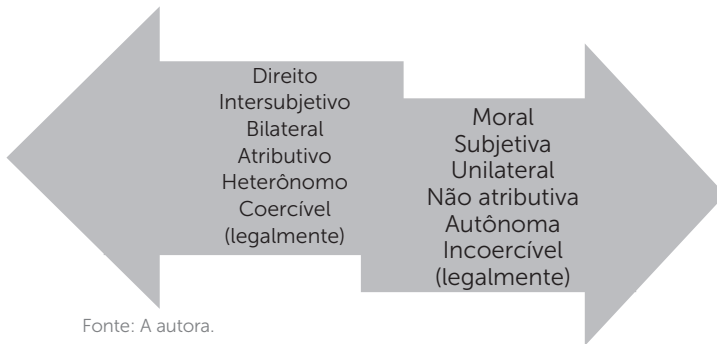 Direito
Intersubjetivo
Bilateral
Atributivo
Heterônomo
Coercível
(legalmente)
Moral
Subjetiva
Unilateral
Não atributiva
Autônoma
Incoercível
(legalmente)
Fonte: A autora.